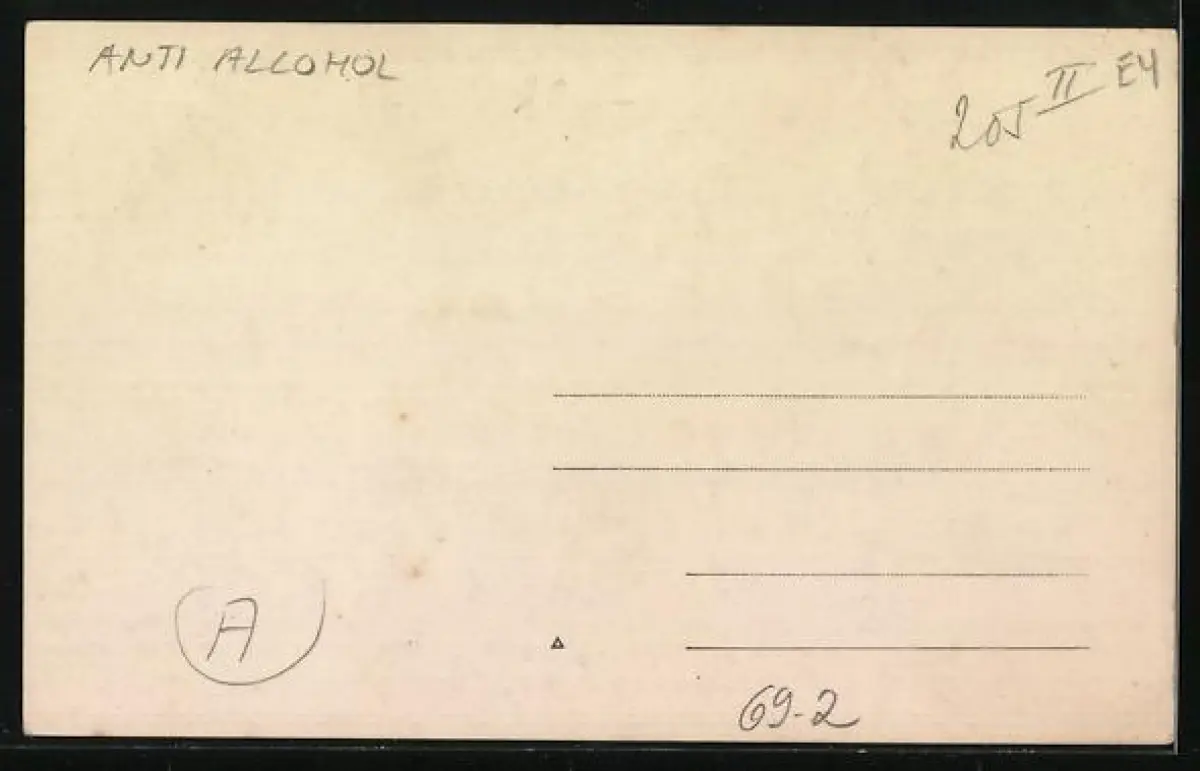 ANTI ALCOHOL
205 II E4
A
69-2